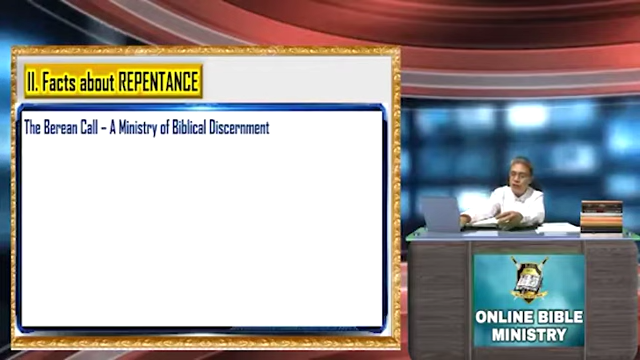 II. Facts about REPENTANCE
The Berean Call – A Ministry of Biblical Discernment
ONLINE BIBLE
MINISTRY